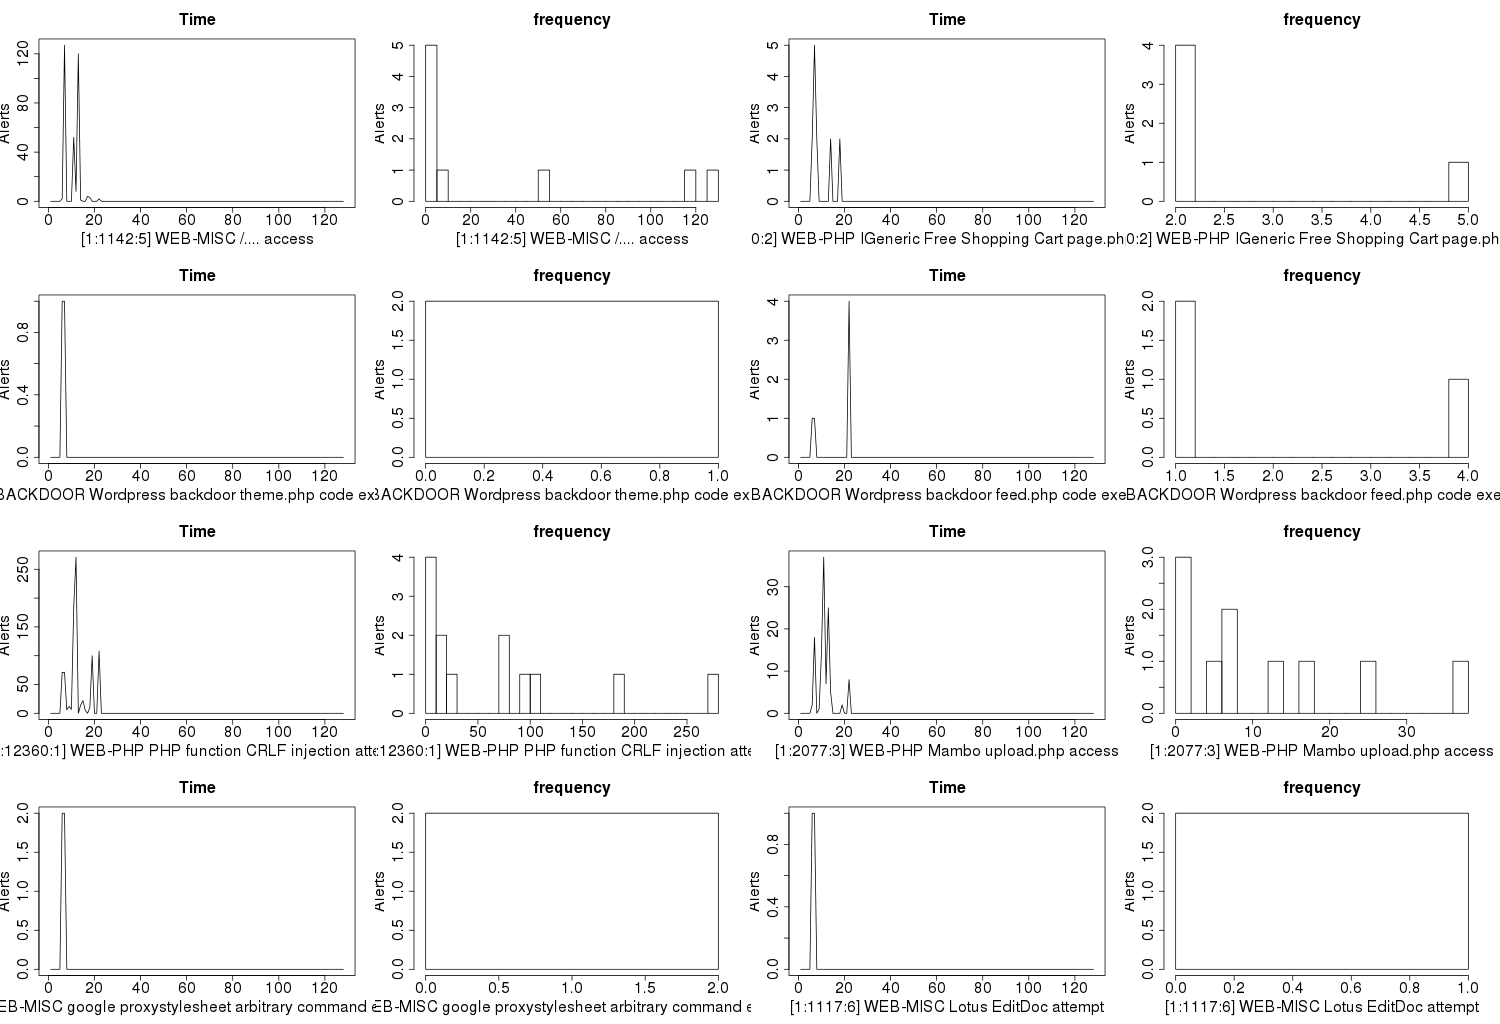 Time
frequency
Time
frequency
Alerts
0 40 80 120
0 20 40 60 80 100 120
[1:1142:5] WEB-MISC /.... access
Alerts
0 1 2 3 4 5
0 20 40 60 80 100 120
[1:1142:5] WEB-MISC /.... access
Alerts
0 1 2 3 4 5
0 20 40 60 80 100 120
0:2] WEB-PHP IGeneric Free Shopping Cart page.ph
Alerts
0 1 2 3 4
2.0 2.5 3.0 3.5 4.0 4.5 5.0
0:2] WEB-PHP IGeneric Free Shopping Cart page.ph
Time
frequency
Time
frequency
Alerts
0.0 0.4 0.8
0 20 40 60 80 100 120
BACKDOOR Wordpress backdoor theme.php code ex
Alerts
0.0 0.5 1.0 1.5 2.0
0.0 0.2 0.4 0.6 0.8 1.0
BACKDOOR Wordpress backdoor theme.php code ex
Alerts
0 1 2 3 4
0 20 40 60 80 100 120
BACKDOOR Wordpress backdoor feed.php code exe
Alerts
0.0 0.5 1.0 1.5 2.0
1.0 1.5 2.0 2.5 3.0 3.5 4.0
BACKDOOR Wordpress backdoor feed.php code exe
Time
frequency
Time
frequency
Alerts
0 50 150 250
0 20 40 60 80 100 120
:12360:1] WEB-PHP PHP function CRLF injection atte
Alerts
0 1 2 3 4
0 50 100 150 200 250
:12360:1] WEB-PHP PHP function CRLF injection atte
Alerts
0 10 20 30
0 20 40 60 80 100 120
[1:2077:3] WEB-PHP Mambo upload.php access
Alerts
0.0 1.0 2.0 3.0
0 10 20 30
[1:2077:3] WEB-PHP Mambo upload.php access
Time
frequency
Time
frequency
Alerts
0.0 0.5 1.0 1.5 2.0
0 20 40 60 80 100 120
EB-MISC google proxystylesheet arbitrary command e
Alerts
0.0 0.5 1.0 1.5 2.0
0.0 0.5 1.0 1.5 2.0
EB-MISC google proxystylesheet arbitrary command e
Alerts
0.0 0.4 0.8
0 20 40 60 80 100 120
[1:1117:6] WEB-MISC Lotus EditDoc attempt
Alerts
0.0 0.5 1.0 1.5 2.0
0.0 0.2 0.4 0.6 0.8 1.0
[1:1117:6] WEB-MISC Lotus EditDoc attempt